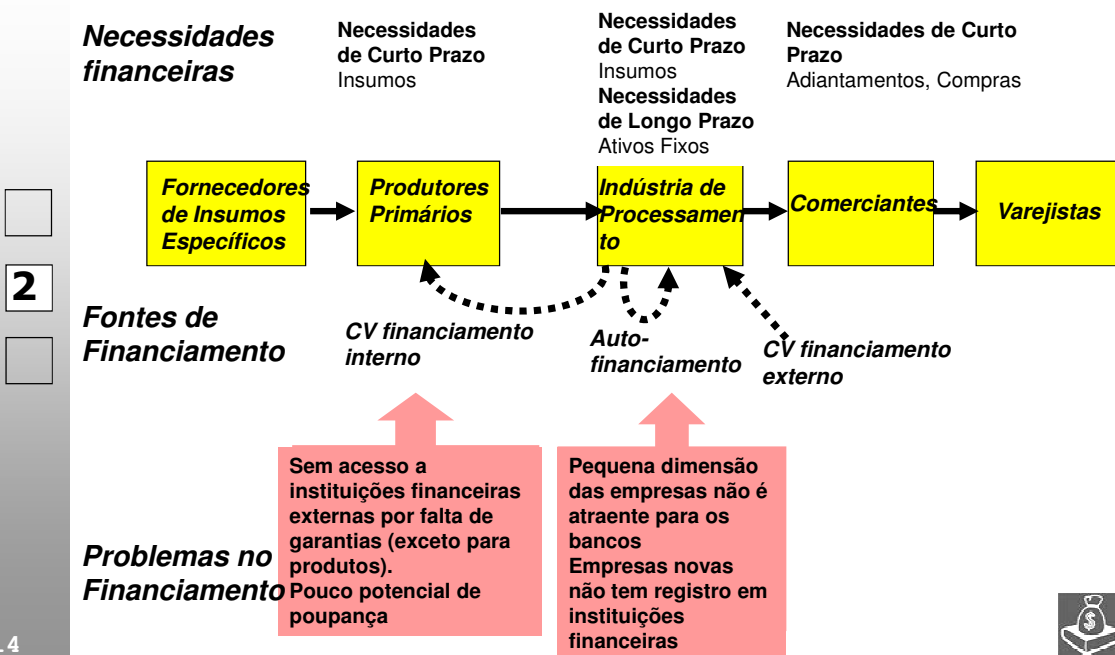 Necessidades
financeiras
Necessidades
de Curto Prazo
Insumos
Necessidades
de Curto Prazo
Insumos
Necessidades
de Longo Prazo
Ativos Fixos
Necessidades de Curto
Prazo
Adiantamentos, Compras
Fornecedores
de Insumos
Específicos
Produtores
Primários
Indústria de
Processamen
to
Comerciantes
Varejistas
2
Fontes de
Financiamento
CV financiamento
interno
Auto-
financiamento
CV financiamento
externo
Problemas no
Financiamento
Sem acesso a
instituições financeiras
externas por falta de
garantias (exceto para
produtos).
Pouco potencial de
poupança
Pequena dimensão
das empresas não é
atraente para os
bancos
Empresas novas
não tem registro em
instituições
financeiras
$
.4